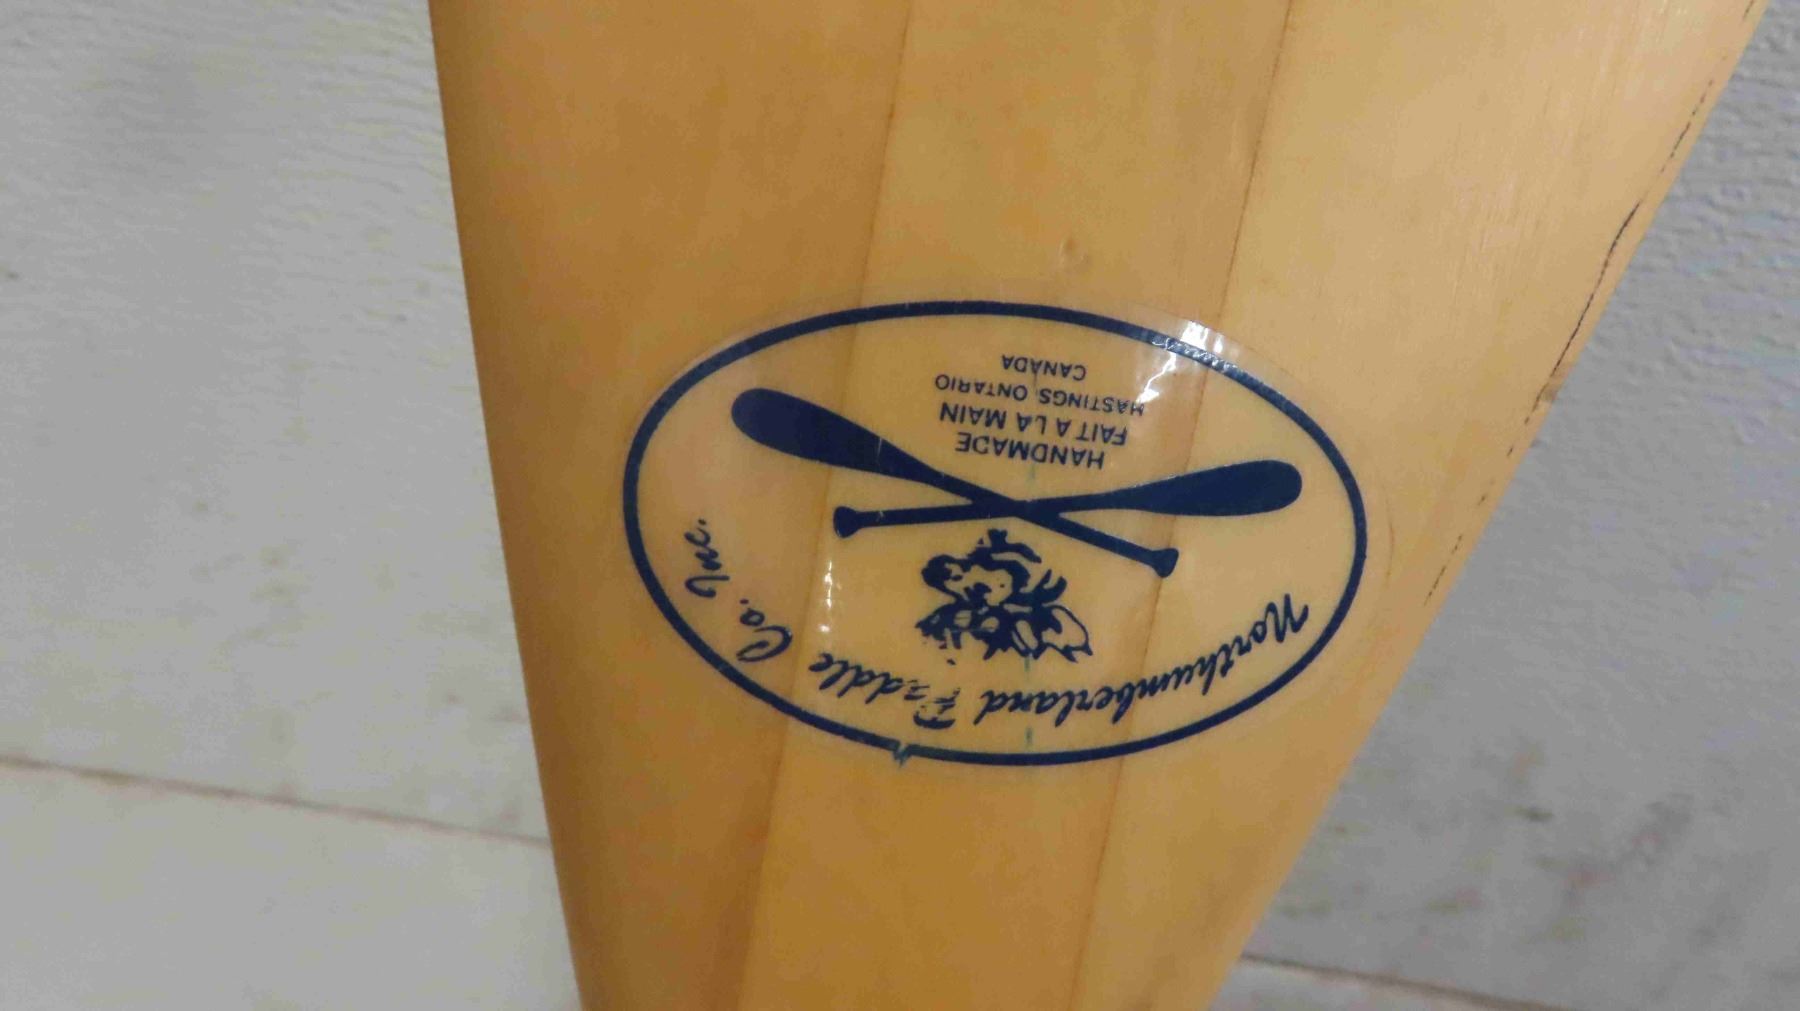 Northumberland Paddle Co. Inc.
HANDMADE
FAIT A LA MAIN
HASTINGS, ONTARIO
CANADA